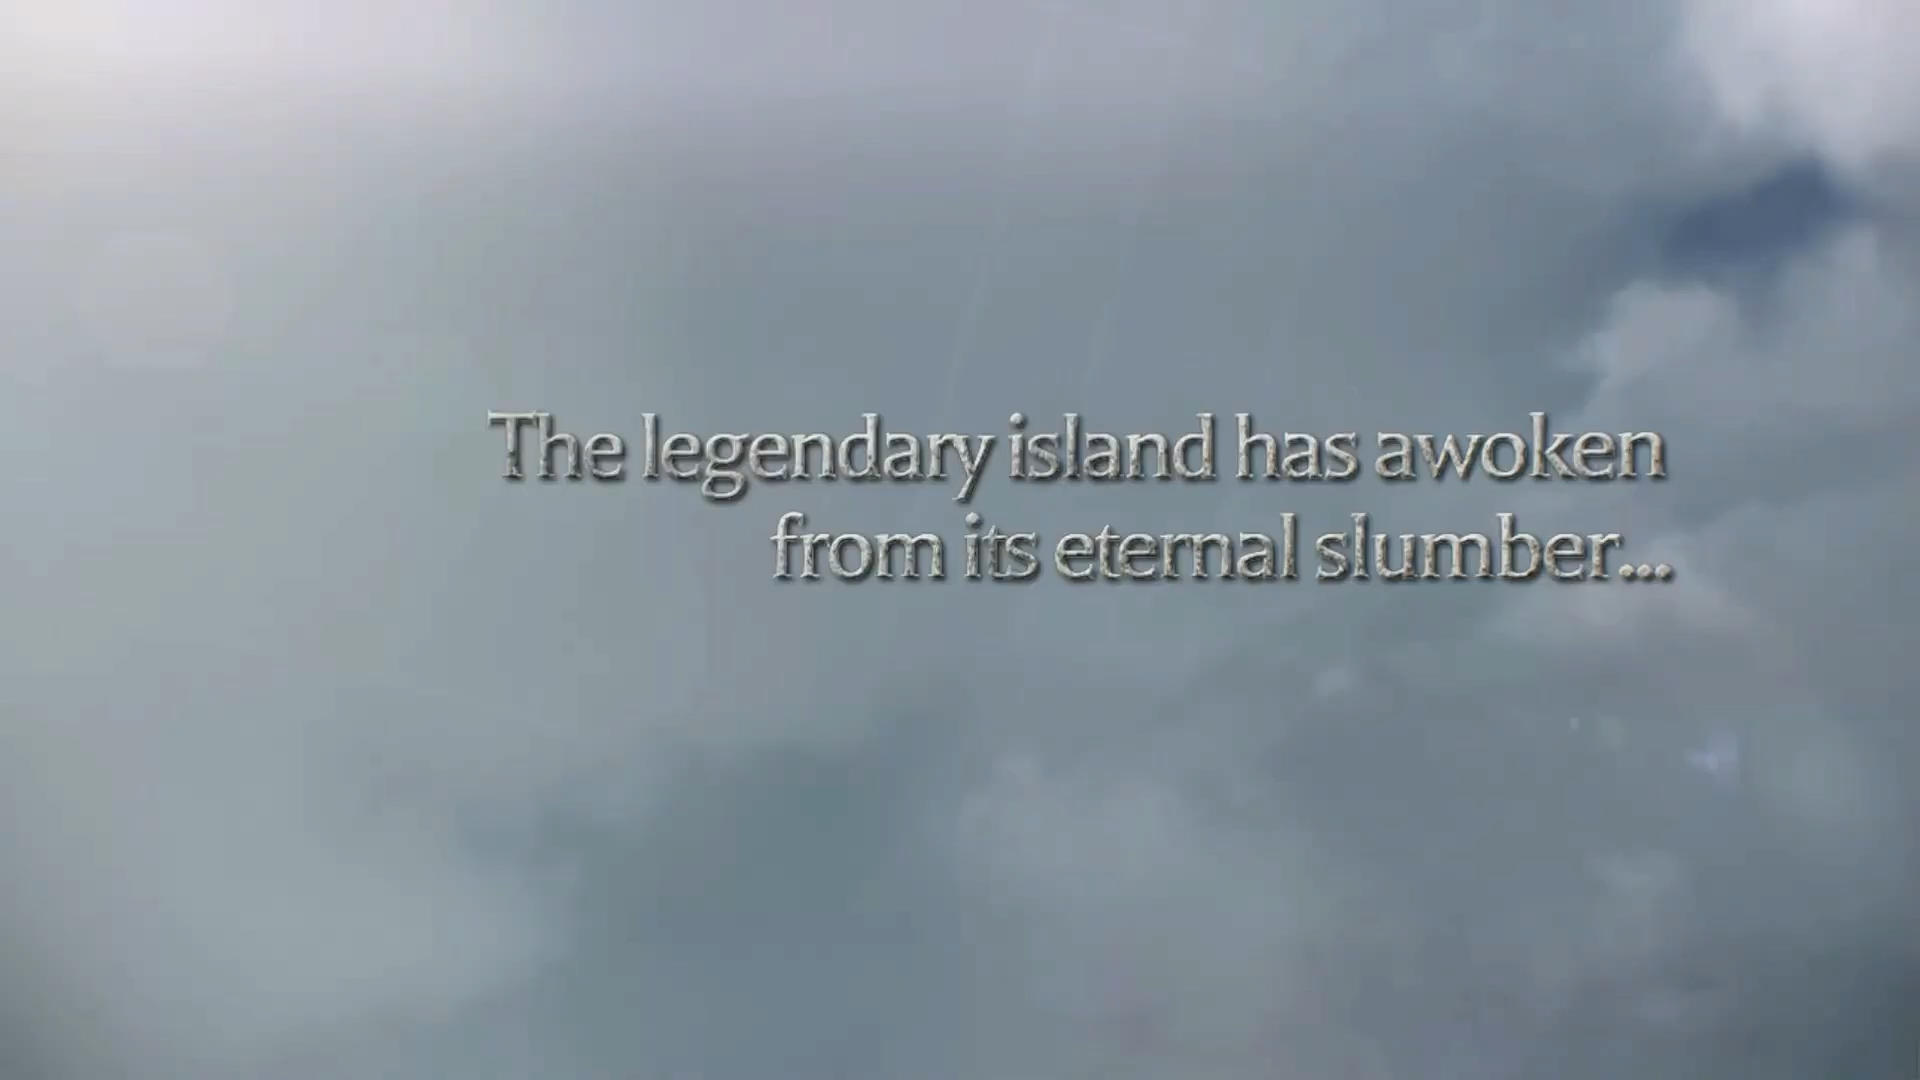 The legendary island has awoken
from its eternal slumber...